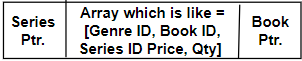 Series
Ptr.
Array which is like =
[Genre ID, Book ID,
Series ID Price, Qty]
Book
Ptr.